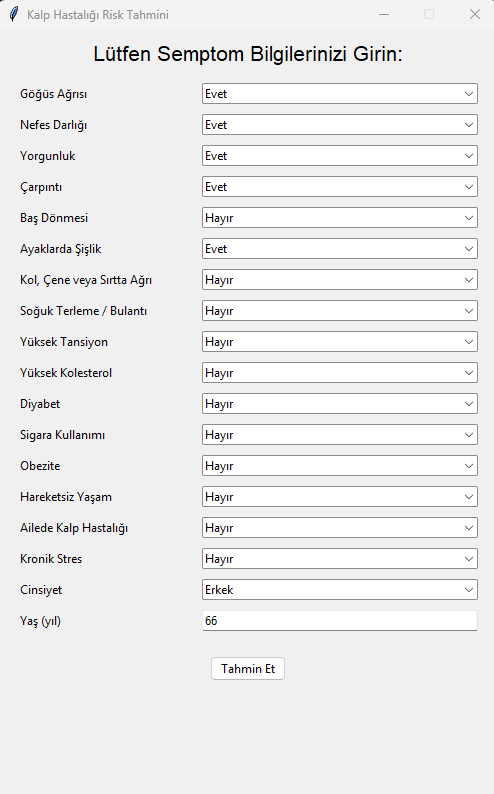 Kalp Hastalığı Risk Tahmini
Lütfen Semptom Bilgilerinizi Girin:
Göğüs Ağrısı Evet
Nefes Darlığı Evet
Yorgunluk Evet
Çarpıntı Evet
Baş Dönmesi Hayır
Ayaklarda Şişlik Evet
Kol, Çene veya Sırtta Ağrı Hayır
Soğuk Terleme / Bulantı Hayır
Yüksek Tansiyon Hayır
Yüksek Kolesterol Hayır
Diyabet Hayır
Sigara Kullanımı Hayır
Obezite Hayır
Hareketsiz Yaşam Hayır
Ailede Kalp Hastalığı Hayır
Kronik Stres Hayır
Cinsiyet Erkek
Yaş (yıl) 66
Tahmin Et